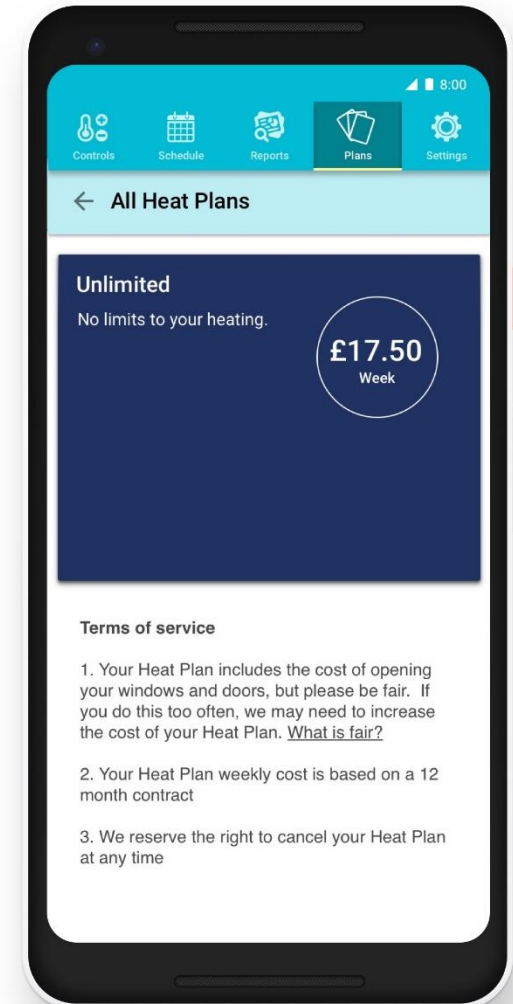 8:00
Controls Schedule Reports Plans Settings
All Heat Plans
Unlimited
No limits to your heating.
£17.50
Week
Terms of service
1. Your Heat Plan includes the cost of opening
your windows and doors, but please be fair.  If
you do this too often, we may need to increase
the cost of your Heat Plan. What is fair?
2. Your Heat Plan weekly cost is based on a 12
month contract
3. We reserve the right to cancel your Heat Plan
at any time